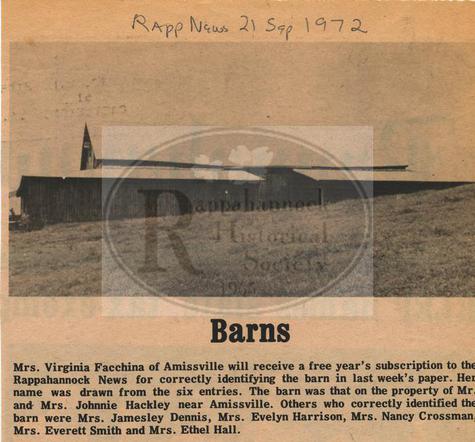 Rapp News 21 Sep 1972
Rappahannock
Historical
Society
Barns
Mrs. Virginia Facchina of Amissville will receive a free year's subscription to the
Rappahannock News for correctly identifying the barn in last week's paper. Her
name was drawn from the six entries. The barn was that on the property of Mr.
and Mrs. Johnnie Hackley near Amissville. Others who correctly identified the
barn were Mrs. Jamesley Dennis, Mrs. Evelyn Harrison, Mrs. Nancy Crossman,
Mrs. Everett Smith and Mrs. Ethel Hall.